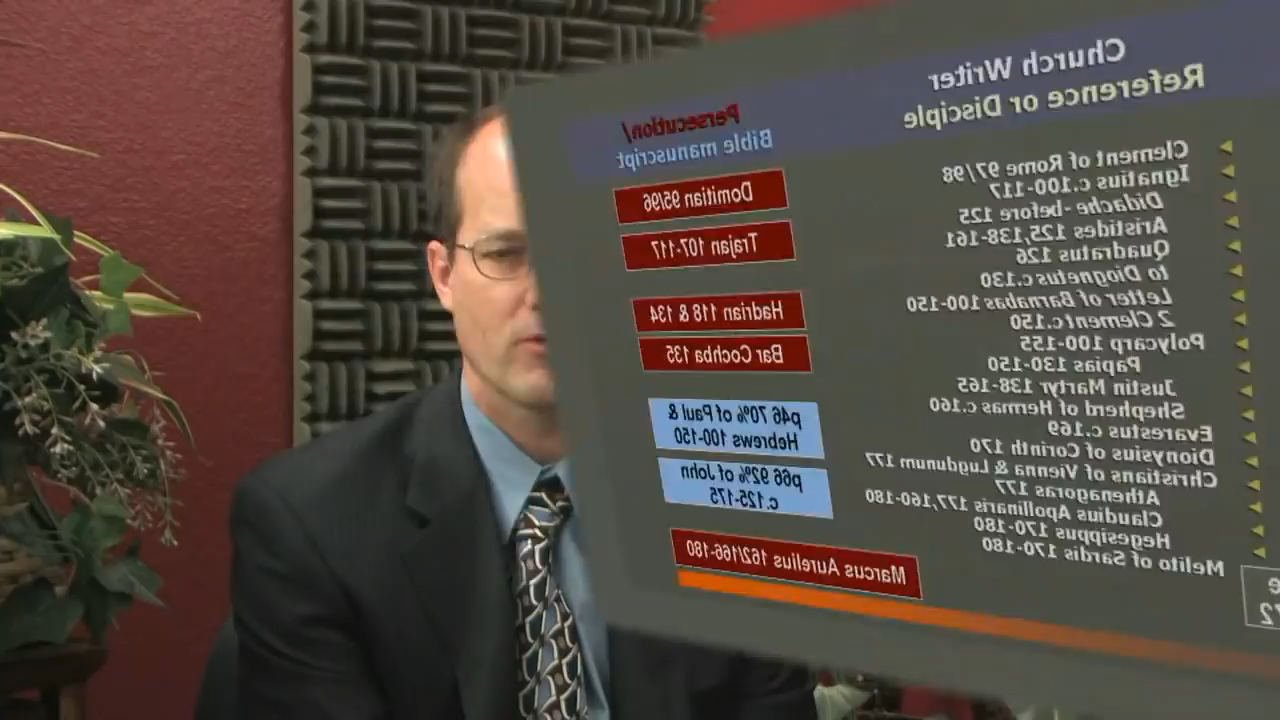 Church Writer
Reference or Disciple
Persecution/
Bible manuscript
Clement of Rome 97/98
Ignatius c.100-117
Didache -before 125
Aristides 125,138-161
Quadratus 126
to Diognetus c.130
Letter of Barnabas 100-150
2 Clement c.150
Polycarp 100-155
Papias 130-150
Justin Martyr 138-165
Shepherd of Hermas c.160
Evarestus c.169
Dionysius of Corinth 170
Christians of Vienna & Lugdunum 177
Athenagoras 177
Claudius Apollinaris 177,160-180
Hegesippus 170-180
Melito of Sardis 170-180
Domitian 95/96
Trajan 107-117
Hadrian 118 & 134
Bar Cochba 135
p46 70% of Paul &
Hebrews 100-150
p66 92% of John
c.125-175
Marcus Aurelius 162/166-180